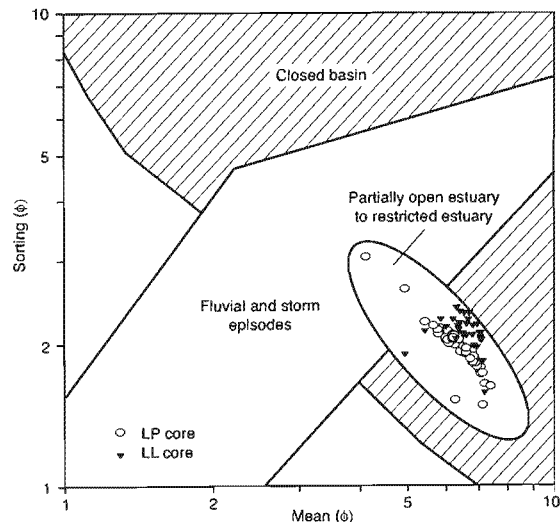 10
Closed basin
5
Partially open estuary
to restricted estuary
Sorting (ϕ)
Fluvial and storm
episodes
2
LP core
LL core
1
1
2
5
10
Mean (ϕ)